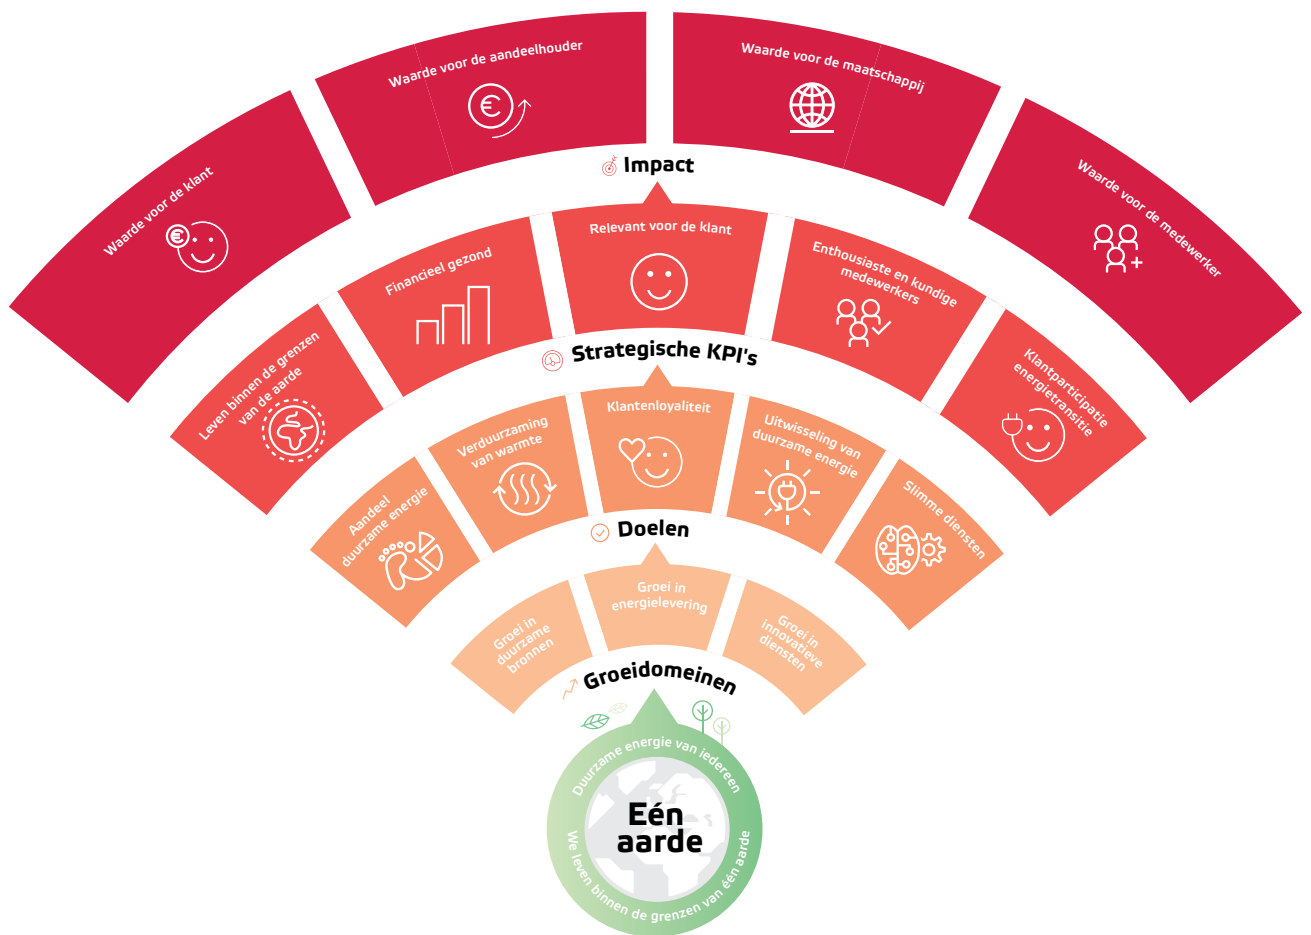 Waarde voor de klant
Waarde voor de aandeelhouder
Waarde voor de maatschappij
Waarde voor de medewerker
Impact
Leven binnen de grenzen
van de aarde
Financieel gezond
Relevant voor de klant
Enthousiaste en kundige
medewerkers
Klantparticipatie
energietransitie
Strategische KPI's
Aandeel
duurzame energie
Verduurzaming
van warmte
Klantenloyaliteit
Uitwisseling van
duurzame energie
Slimme diensten
Doelen
Groei in
duurzame
bronnen
Groei in
energielevering
Groei in
innovatieve
diensten
Groeidomeinen
Duurzame energie van iedereen
Eén
aarde
We leven binnen de grenzen van één aarde